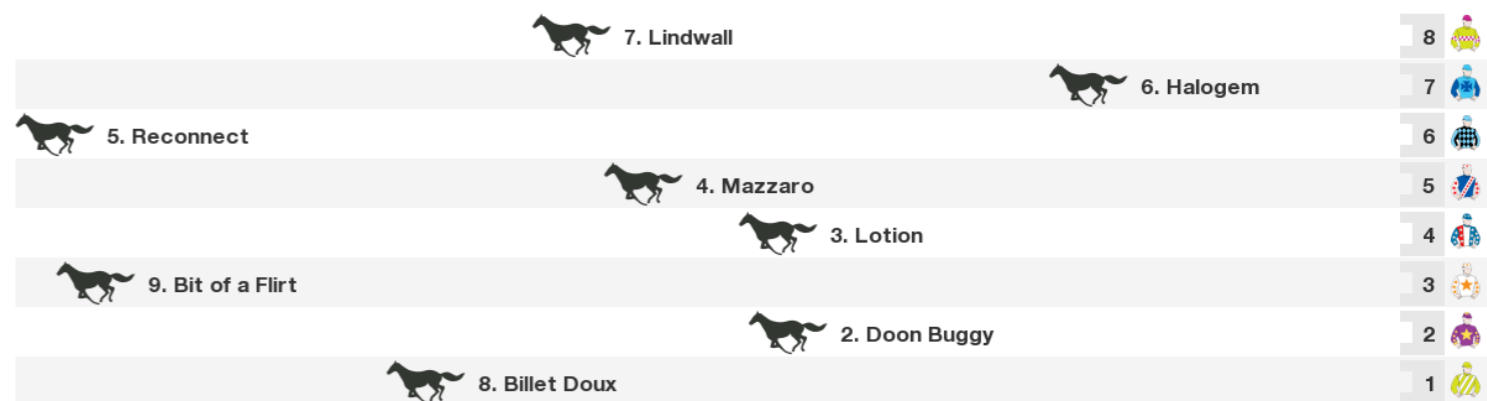 7. Lindwall 8
6. Halogem 7
5. Reconnect 6
4. Mazzaro 5
3. Lotion 4
9. Bit of a Flirt 3
2. Doon Buggy 2
8. Billet Doux 1